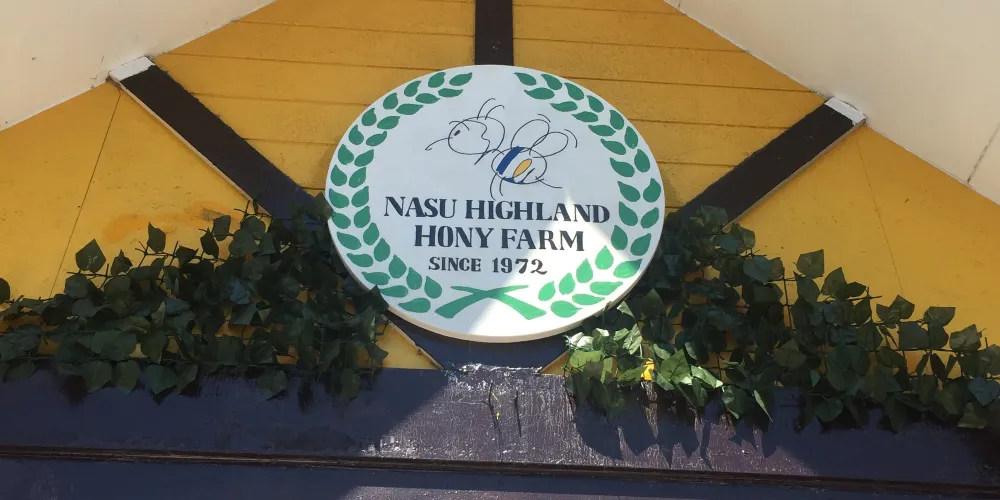 NASU HIGHLAND
HONY FARM
SINCE 1972